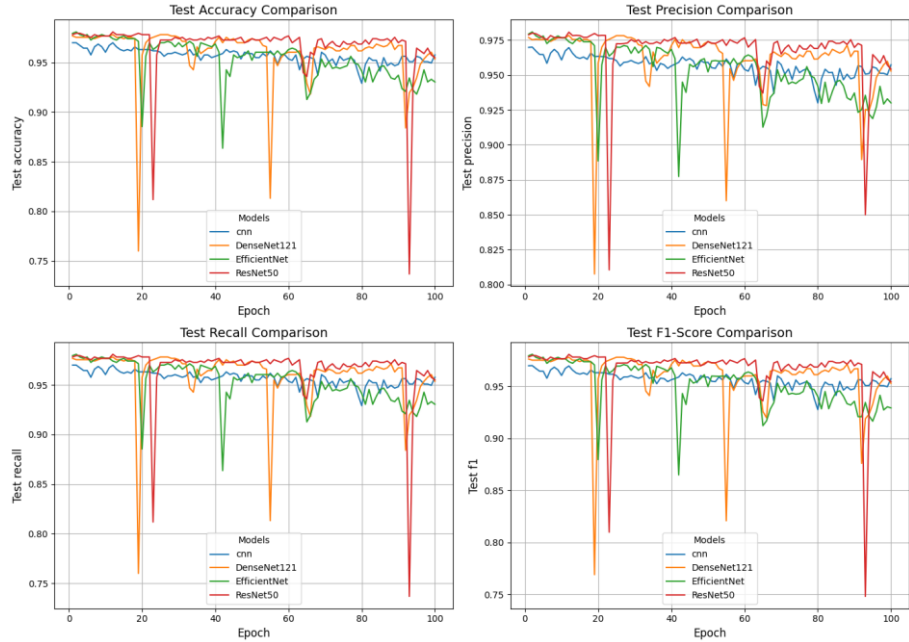 Test Accuracy Comparison
Test accuracy
0.95
0.90
0.85
0.80
0.75
Models
cnn
DenseNet121
EfficientNet
ResNet50
0
20
40
60
80
100
Epoch
Test Precision Comparison
Test precision
0.975
0.950
0.925
0.900
0.875
0.850
0.825
0.800
Models
cnn
DenseNet121
EfficientNet
ResNet50
0
20
40
60
80
100
Epoch
Test Recall Comparison
Test recall
0.95
0.90
0.85
0.80
0.75
Models
cnn
DenseNet121
EfficientNet
ResNet50
0
20
40
60
80
100
Epoch
Test F1-Score Comparison
Test f1
0.95
0.90
0.85
0.80
0.75
Models
cnn
DenseNet121
EfficientNet
ResNet50
0
20
40
60
80
100
Epoch